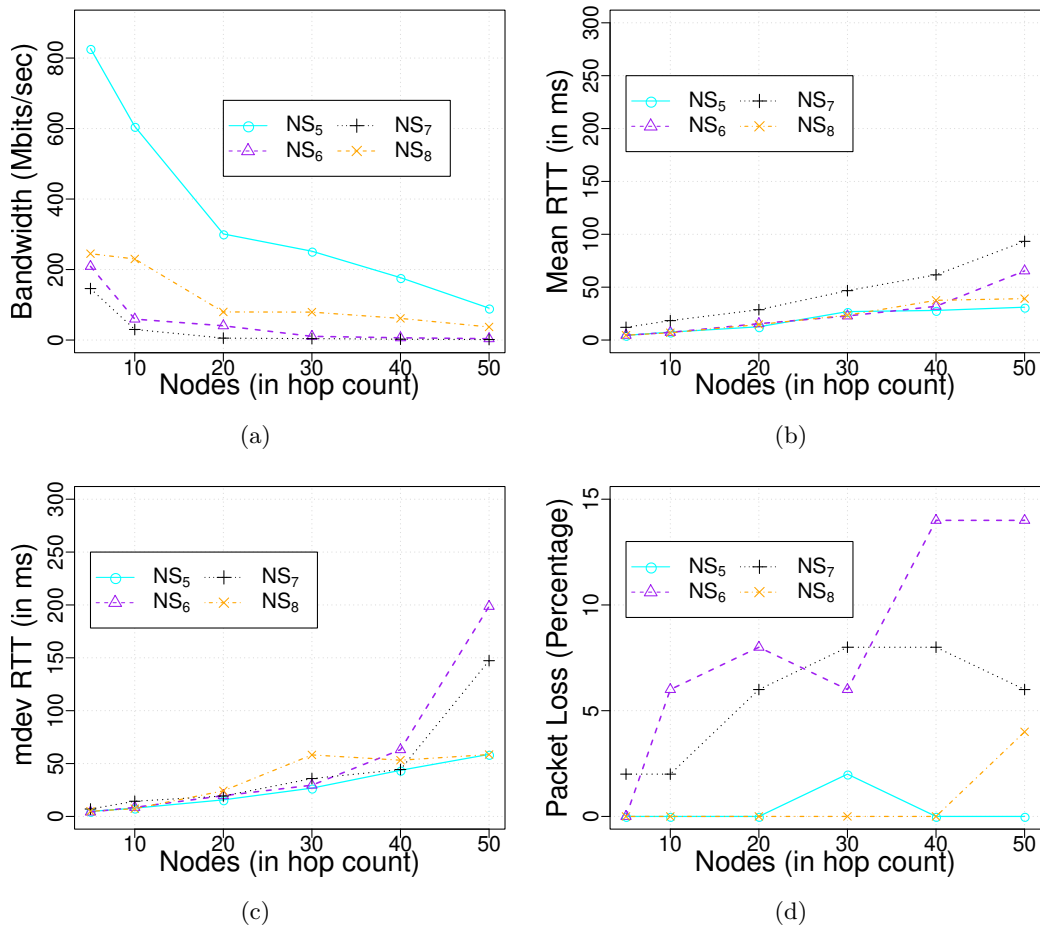 Bandwidth (Mbits/sec)
0 200 400 600 800
NS5 NS7
NS6 NS8
10 20 30 40 50
Nodes (in hop count)
(a)
Mean RTT (in ms)
0 50 100 150 200 250 300
NS5 NS7
NS6 NS8
10 20 30 40 50
Nodes (in hop count)
(b)
mdev RTT (in ms)
0 50 100 150 200 250 300
NS5 NS7
NS6 NS8
10 20 30 40 50
Nodes (in hop count)
(c)
Packet Loss (Percentage)
0 5 10 15
NS5 NS7
NS6 NS8
10 20 30 40 50
Nodes (in hop count)
(d)